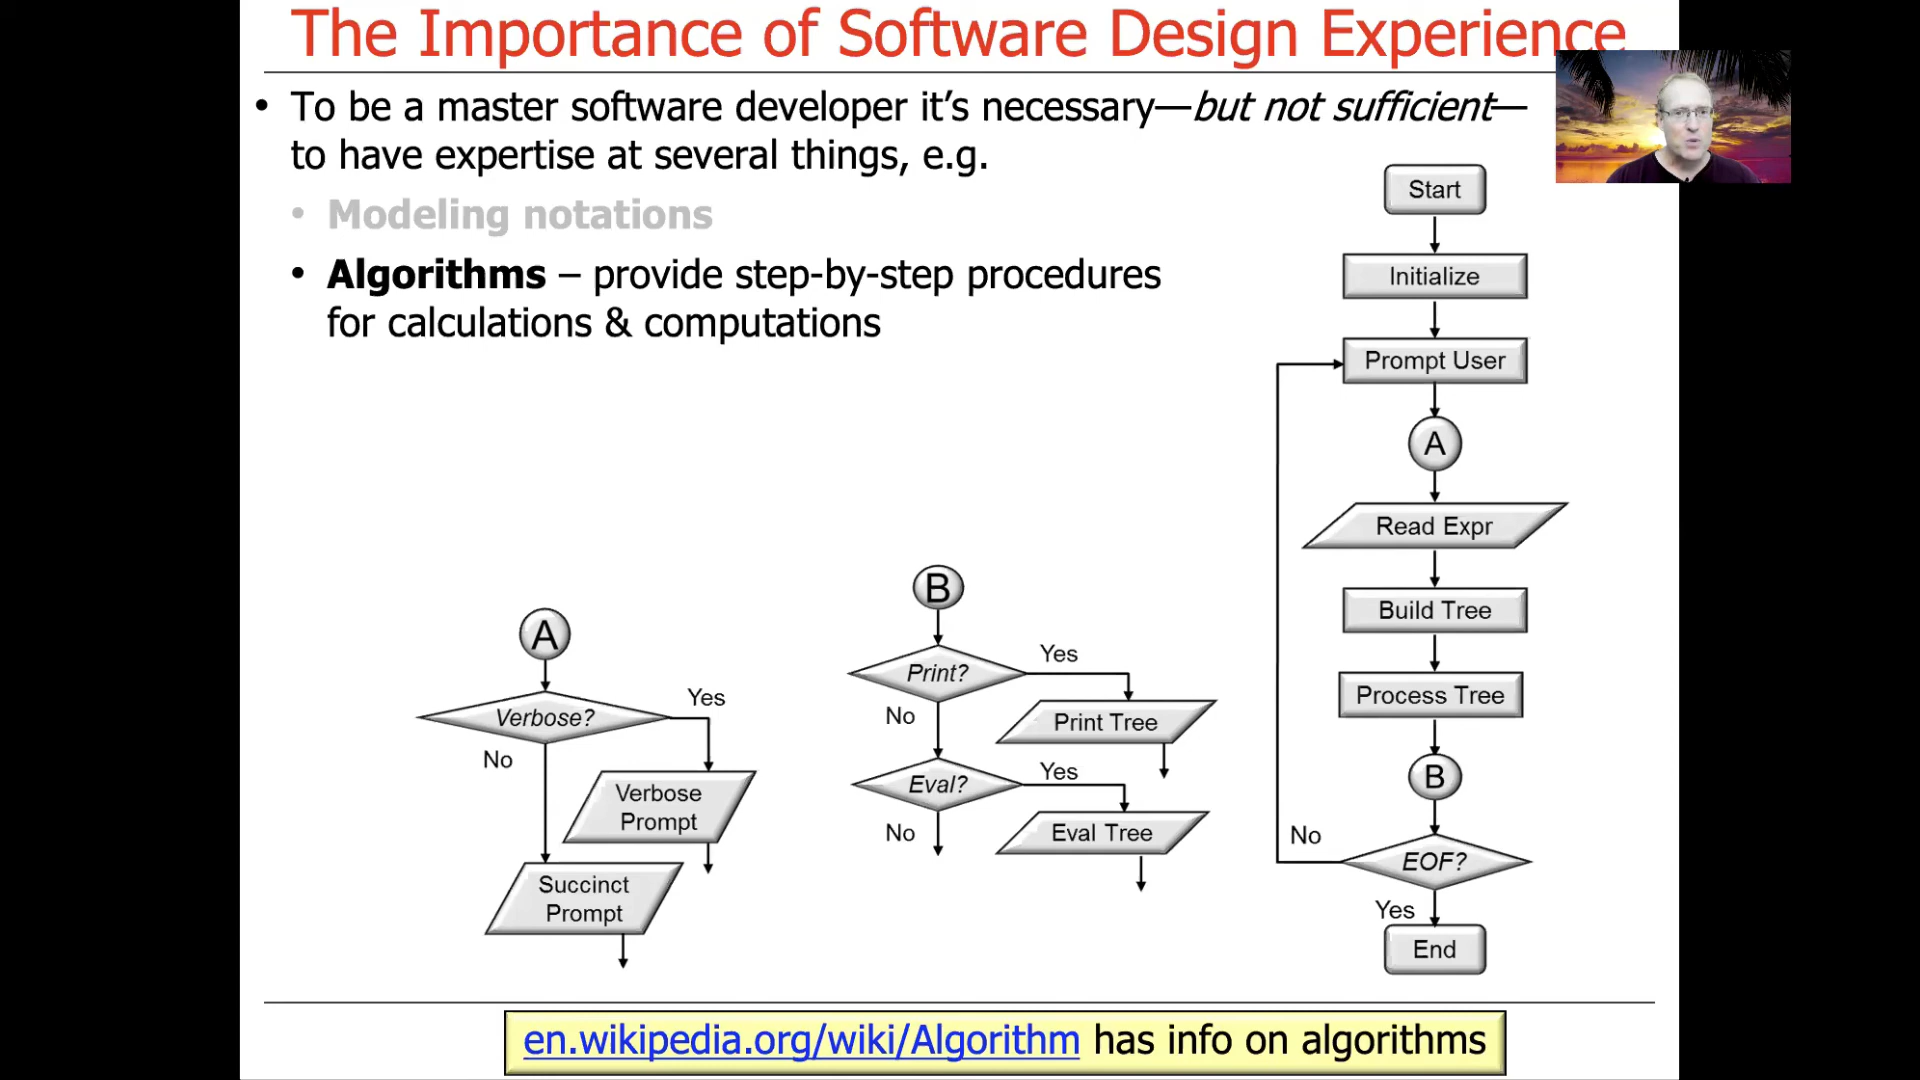 The Importance of Software Design Experience
• To be a master software developer it’s necessary—but not sufficient—
to have expertise at several things, e.g.
• Modeling notations
• Algorithms – provide step-by-step procedures
for calculations & computations
A
Verbose?
Yes
No
Verbose
Prompt
Succinct
Prompt
B
Print?
Yes
No
Print Tree
Eval?
Yes
No
Eval Tree
Start
Initialize
Prompt User
A
Read Expr
Build Tree
Process Tree
B
EOF?
No
Yes
End
en.wikipedia.org/wiki/Algorithm has info on algorithms